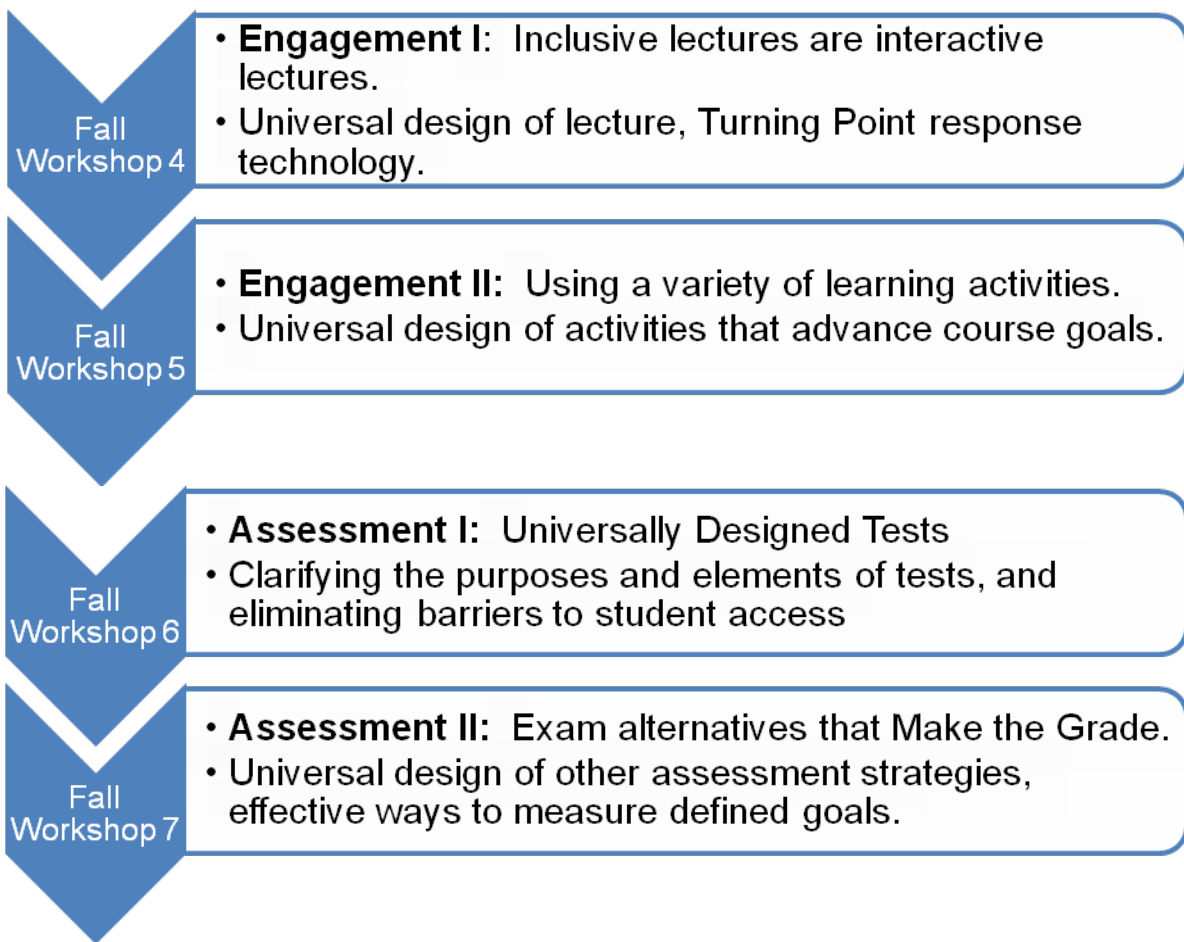 Fall
Workshop 4
• Engagement I: Inclusive lectures are interactive
lectures.
• Universal design of lecture, Turning Point response
technology.
Fall
Workshop 5
• Engagement II: Using a variety of learning activities.
• Universal design of activities that advance course goals.
Fall
Workshop 6
• Assessment I: Universally Designed Tests
• Clarifying the purposes and elements of tests, and
eliminating barriers to student access
Fall
Workshop 7
• Assessment II: Exam alternatives that Make the Grade.
• Universal design of other assessment strategies,
effective ways to measure defined goals.